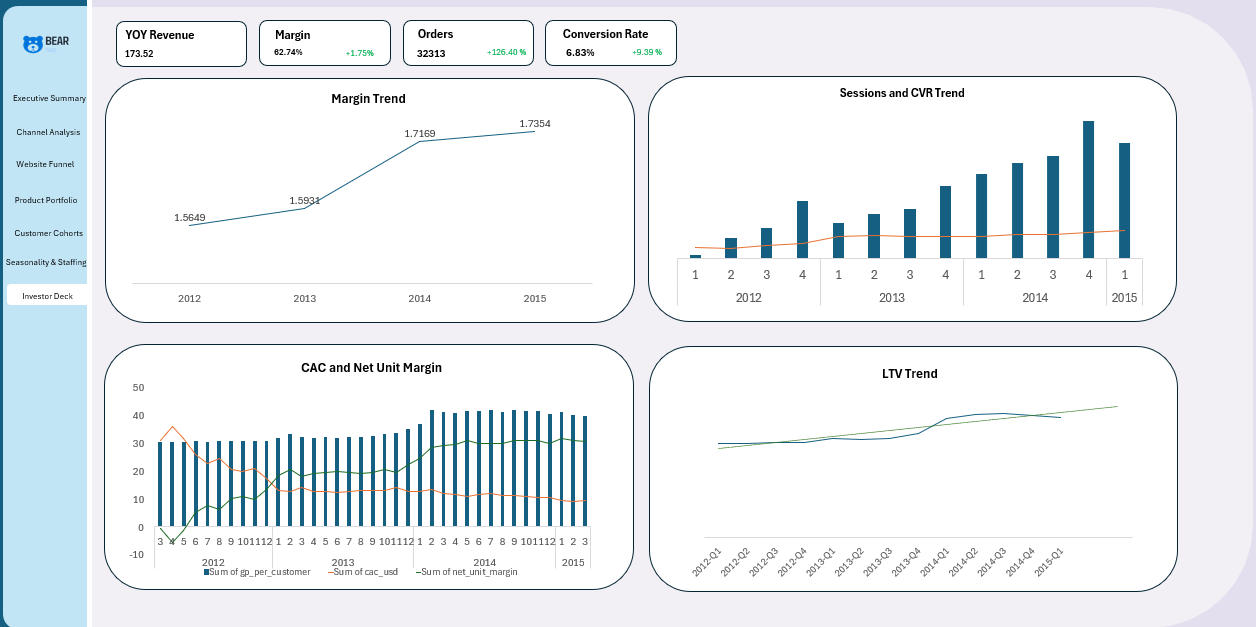 BEAR
Executive Summary
Channel Analysis
Website Funnel
Product Portfolio
Customer Cohorts
Seasonality & Staffing
Investor Deck
YOY Revenue
173.52
Margin
62.74% +1.75%
Orders
32313 +126.40 %
Conversion Rate
6.83% +9.39 %
Margin Trend
1.5649
1.5931
1.7169
1.7354
2012 2013 2014 2015
Sessions and CVR Trend
1 2 3 4 1 2 3 4 1 2 3 4 1
2012 2013 2014 2015
CAC and Net Unit Margin
50
40
30
20
10
0
-10
3 4 5 6 7 8 9 10 11 12 1 2 3 4 5 6 7 8 9 10 11 12 1 2 3 4 5 6 7 8 9 10 11 12 1 2 3
2012 2013 2014 2015
Sum of gp_per_customer Sum of cac_usd Sum of net_unit_margin
LTV Trend
2012-Q1 2012-Q2 2012-Q3 2012-Q4 2013-Q1 2013-Q2 2013-Q3 2013-Q4 2014-Q1 2014-Q2 2014-Q3 2014-Q4 2015-Q1